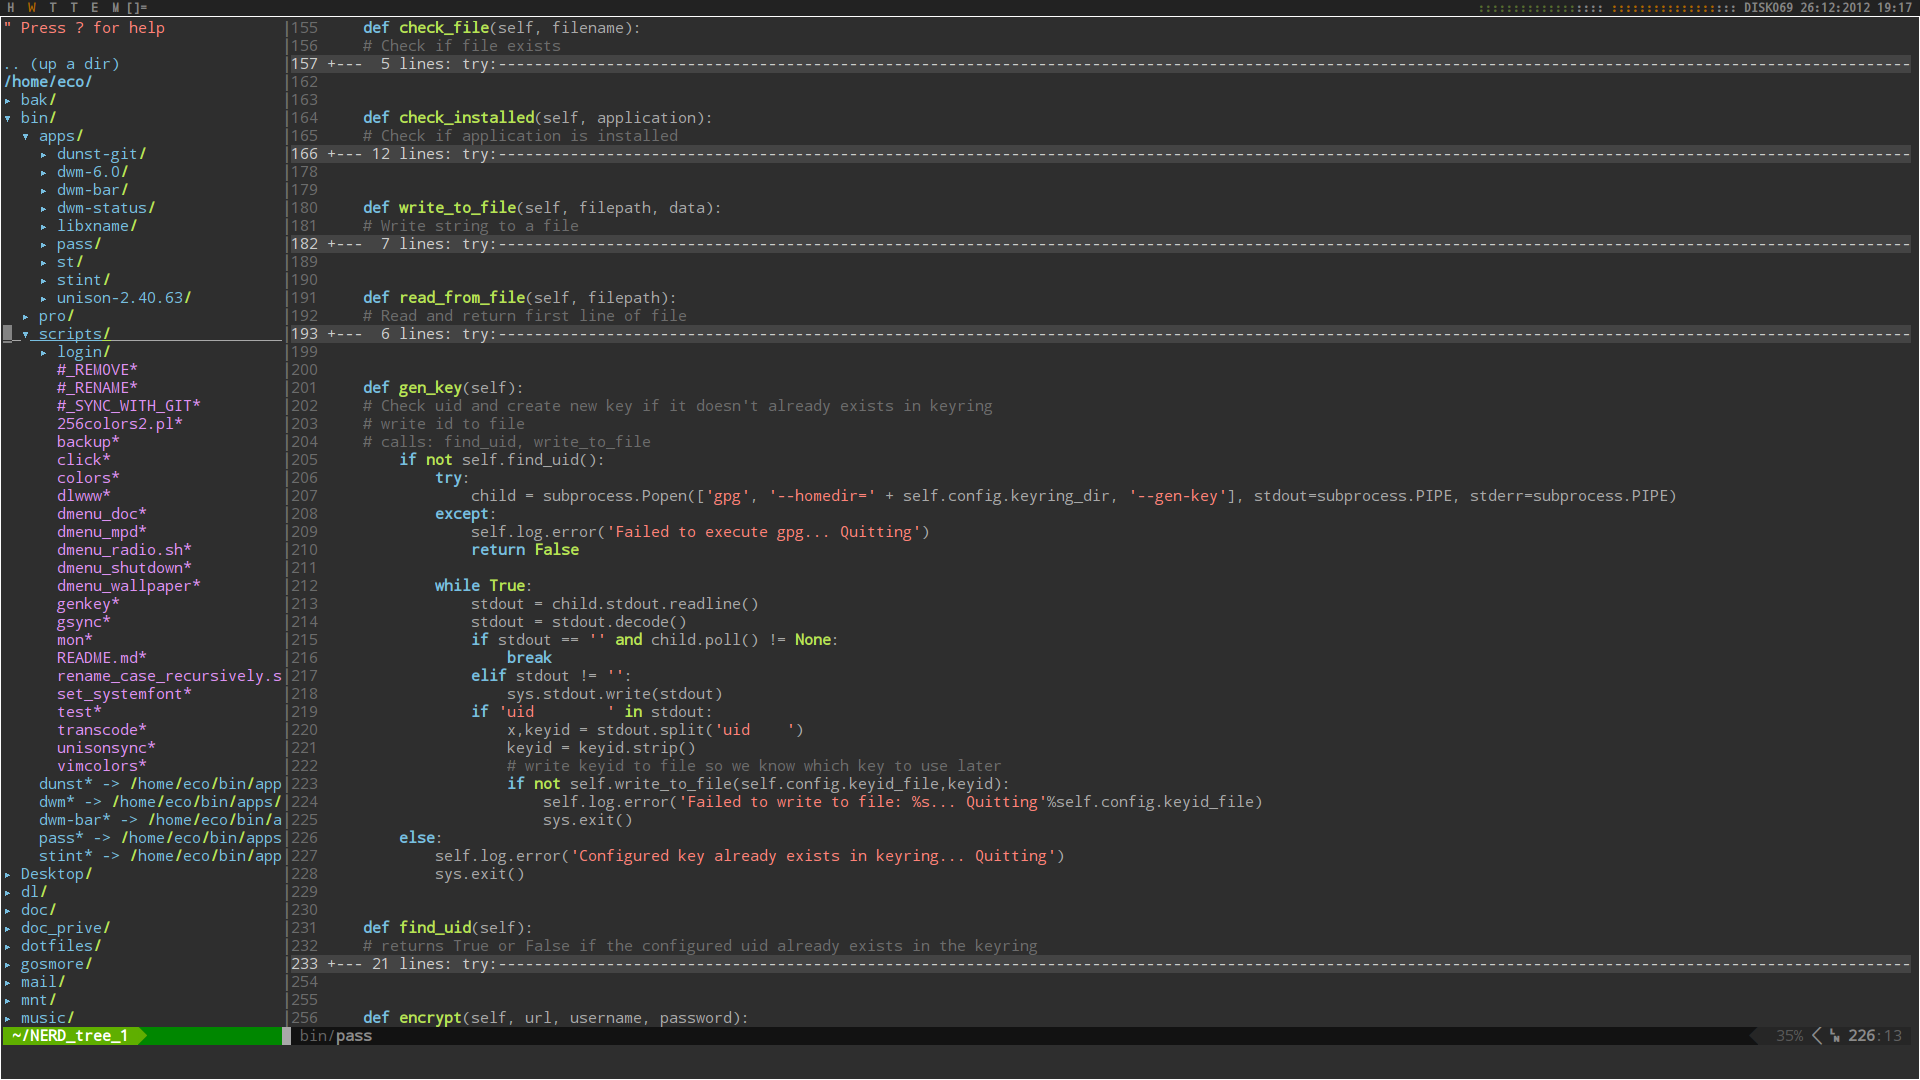 H W T T E M []= DISK069 26:12:2012 19:17
" Press ? for help
.. (up a dir)
/home/eco/
▸ bak/
▾ bin/
▾ apps/
▸ dunst-git/
▸ dwm-6.0/
▸ dwm-bar/
▸ dwm-status/
▸ libxname/
▸ pass/
▸ st/
▸ stint/
▸ unison-2.40.63/
▸ pro/
▾ scripts/
▸ login/
#_REMOVE*
#_RENAME*
#_SYNC_WITH_GIT*
256colors2.pl*
backup*
click*
colors*
dlwww*
dmenu_doc*
dmenu_mpd*
dmenu_radio.sh*
dmenu_shutdown*
dmenu_wallpaper*
genkey*
gsync*
mon*
README.md*
rename_case_recursively.s
set_systemfont*
test*
transcode*
unisonsync*
vimcolors*
dunst* -> /home/eco/bin/app
dwm* -> /home/eco/bin/apps/
dwm-bar* -> /home/eco/bin/a
pass* -> /home/eco/bin/apps
stint* -> /home/eco/bin/app
▸ Desktop/
▸ dl/
▸ doc/
▸ doc_prive/
▸ dotfiles/
▸ gosmore/
▸ mail/
▸ mnt/
▸ music/
~/NERD_tree_1
155 def check_file(self, filename):
156 # Check if file exists
157 +--- 5 lines: try:---
162
163
164 def check_installed(self, application):
165 # Check if application is installed
166 +--- 12 lines: try:---
178
179
180 def write_to_file(self, filepath, data):
181 # Write string to a file
182 +--- 7 lines: try:---
189
190
191 def read_from_file(self, filepath):
192 # Read and return first line of file
193 +--- 6 lines: try:---
199
200
201 def gen_key(self):
202 # Check uid and create new key if it doesn't already exists in keyring
203 # write id to file
204 # calls: find_uid, write_to_file
205 if not self.find_uid():
206 try:
207 child = subprocess.Popen(['gpg', '--homedir=' + self.config.keyring_dir, '--gen-key'], stdout=subprocess.PIPE, stderr=subprocess.PIPE)
208 except:
209 self.log.error('Failed to execute gpg... Quitting')
210 return False
211
212 while True:
213 stdout = child.stdout.readline()
214 stdout = stdout.decode()
215 if stdout == '' and child.poll() != None:
216 break
217 elif stdout != '':
218 sys.stdout.write(stdout)
219 if 'uid        ' in stdout:
220 x,keyid = stdout.split('uid    ')
221 keyid = keyid.strip()
222 # write keyid to file so we know which key to use later
223 if not self.write_to_file(self.config.keyid_file,keyid):
224 self.log.error('Failed to write to file: %s... Quitting'%self.config.keyid_file)
225 sys.exit()
226 else:
227 self.log.error('Configured key already exists in keyring... Quitting')
228 sys.exit()
229
230
231 def find_uid(self):
232 # returns True or False if the configured uid already exists in the keyring
233 +--- 21 lines: try:---
254
255
256 def encrypt(self, url, username, password):
bin/pass 35% 226:13